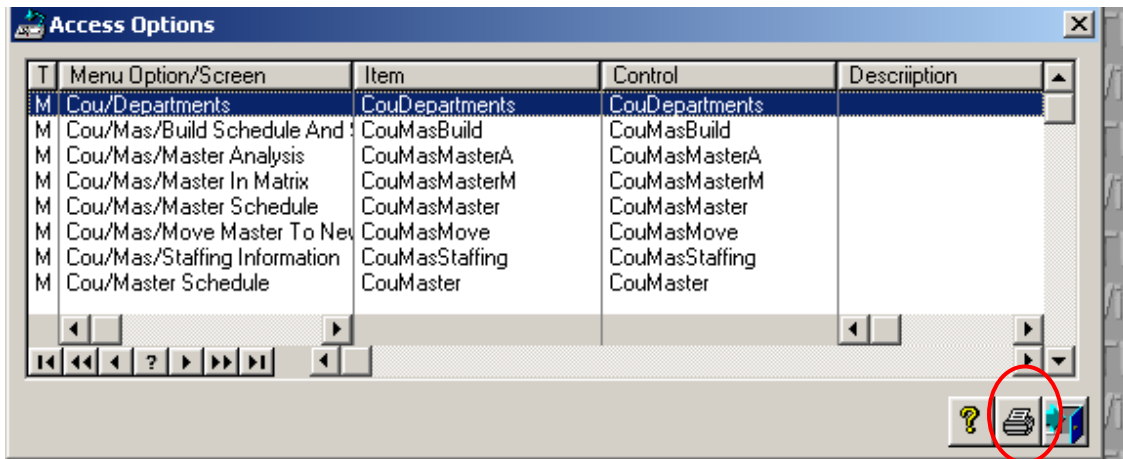 Access Options
T Menu Option/Screen Item Control Descriiption
M Cou/Departments CouDepartments CouDepartments
M Cou/Mas/Build Schedule And CouMasBuild CouMasBuild
M Cou/Mas/Master Analysis CouMasMasterA CouMasMasterA
M Cou/Mas/Master In Matrix CouMasMasterM CouMasMasterM
M Cou/Mas/Master Schedule CouMasMaster CouMasMaster
M Cou/Mas/Move Master To CouMasMove CouMasMove
M Cou/Mas/Staffing Information CouMasStaffing CouMasStaffing
M Cou/Master Schedule CouMaster CouMaster
?
?